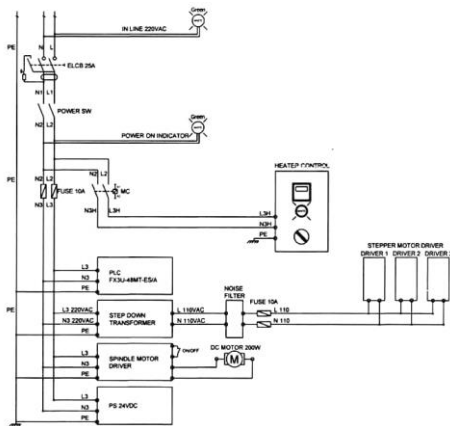 Green
IN LINE 220VAC
PE N L
ELCB 25A
N1 L1
POWER SW
N2 L2
Green
POWER ON INDICATOR
HEATEP CONTROL
PE N2 L2
N2 L2
FUSE 10A
MC
N3 L3
N3H L3H
L3H
N3H
PE
STEPPER MOTOR DRIVER
DRIVER 1 DRIVER 2 DRIVER
L3
N3
PE
PLC
FX3U-48MT-ES/A
NOISE
FILTER
FUSE 10A
PE
L3 220VAC
N3 220VAC
PE
STEP DOWN
TRANSFORMER
L 110VAC
N 110VAC
L 110
N 110
ON/OFF
DC MOTOR 200W
M
L3
N3
PE
SPINDLE MOTOR
DRIVER
L3
N3
PE
PS 24VDC